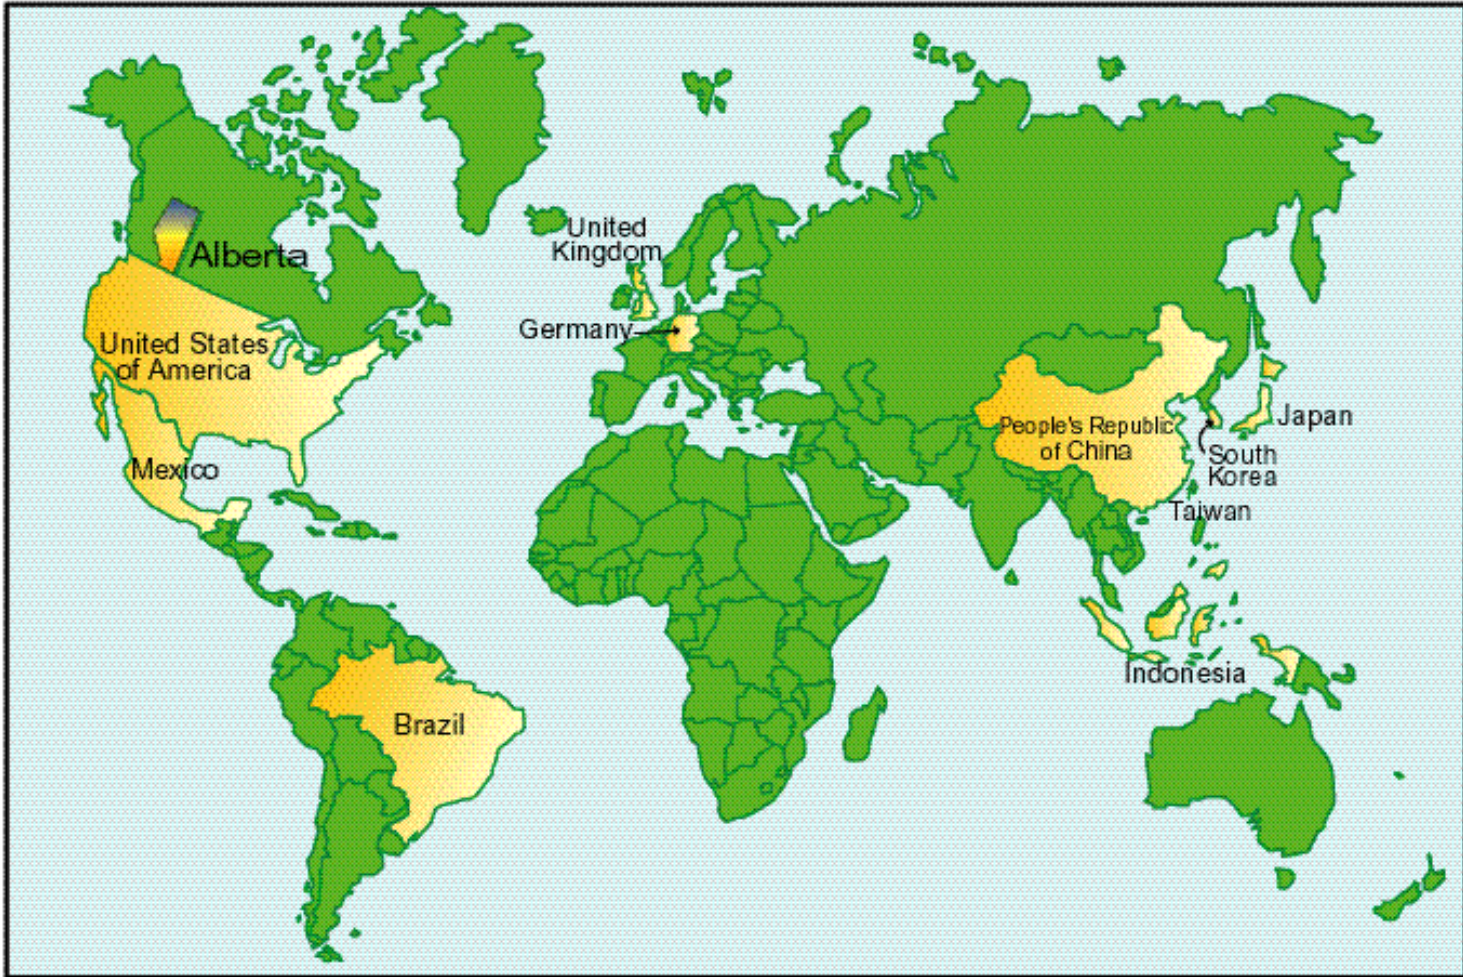 United
Kingdom
Alberta
Germany
United States
of America
Japan
People's Republic
of China
South
Korea
Mexico
Taiwan
Indonesia
Brazil